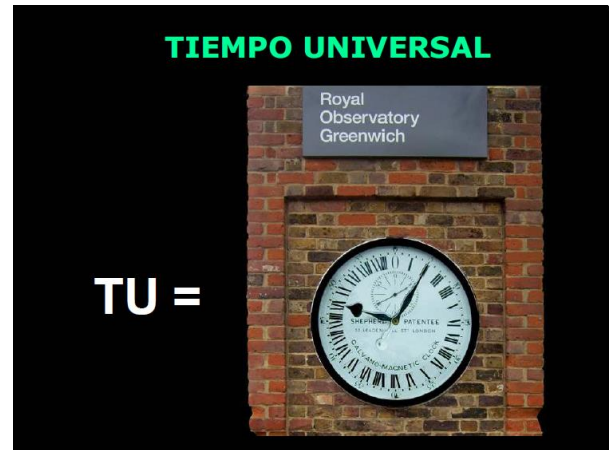 TIEMPO UNIVERSAL
Royal
Observatory
Greenwich
TU =
SHEPHERD PATENTEE
GALVANO-MAGNETIC CLOCK